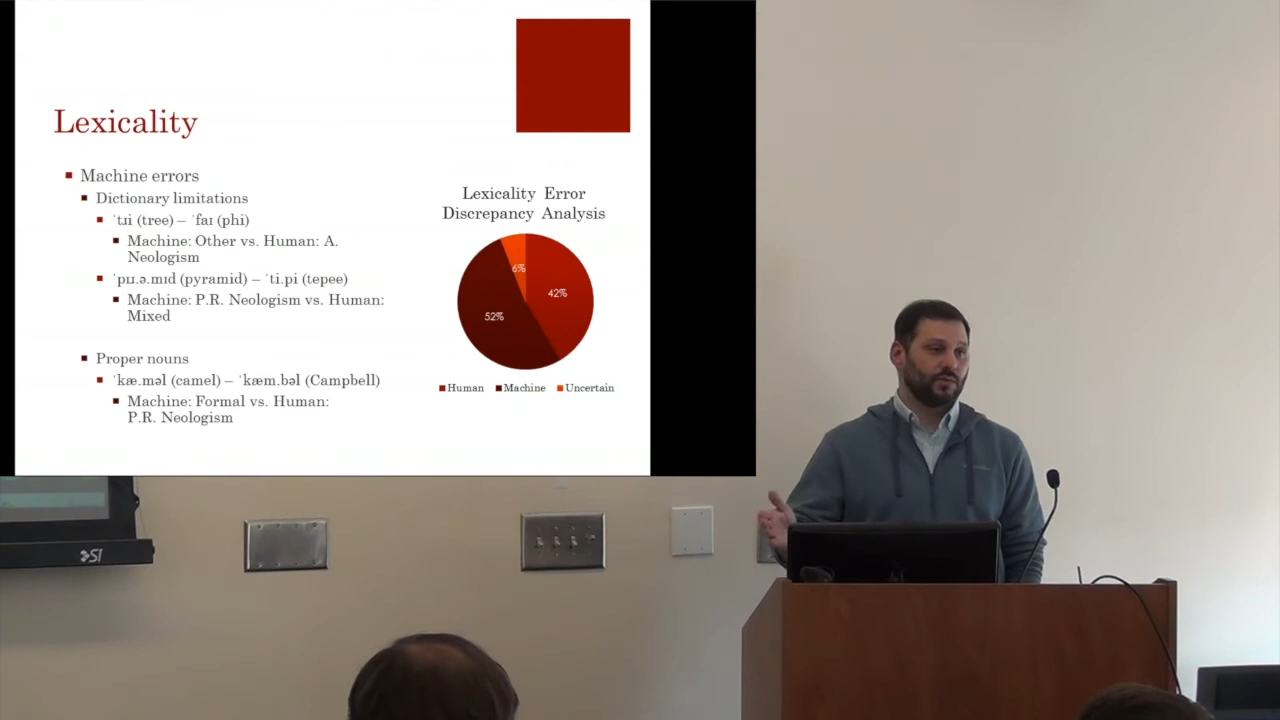 Lexicality
Machine errors
Dictionary limitations
ˈtɹi (tree) – ˈfaɪ (phi)
Machine: Other vs. Human: A.
Neologism
ˈpɪɹ.ə.mɪd (pyramid) – ˈti.pi (tepee)
Machine: P.R. Neologism vs. Human:
Mixed
Proper nouns
ˈkæ.məl (camel) – ˈkæm.bəl (Campbell)
Machine: Formal vs. Human:
P.R. Neologism
Lexicality Error
Discrepancy Analysis
6%
42%
52%
Human Machine Uncertain
SI